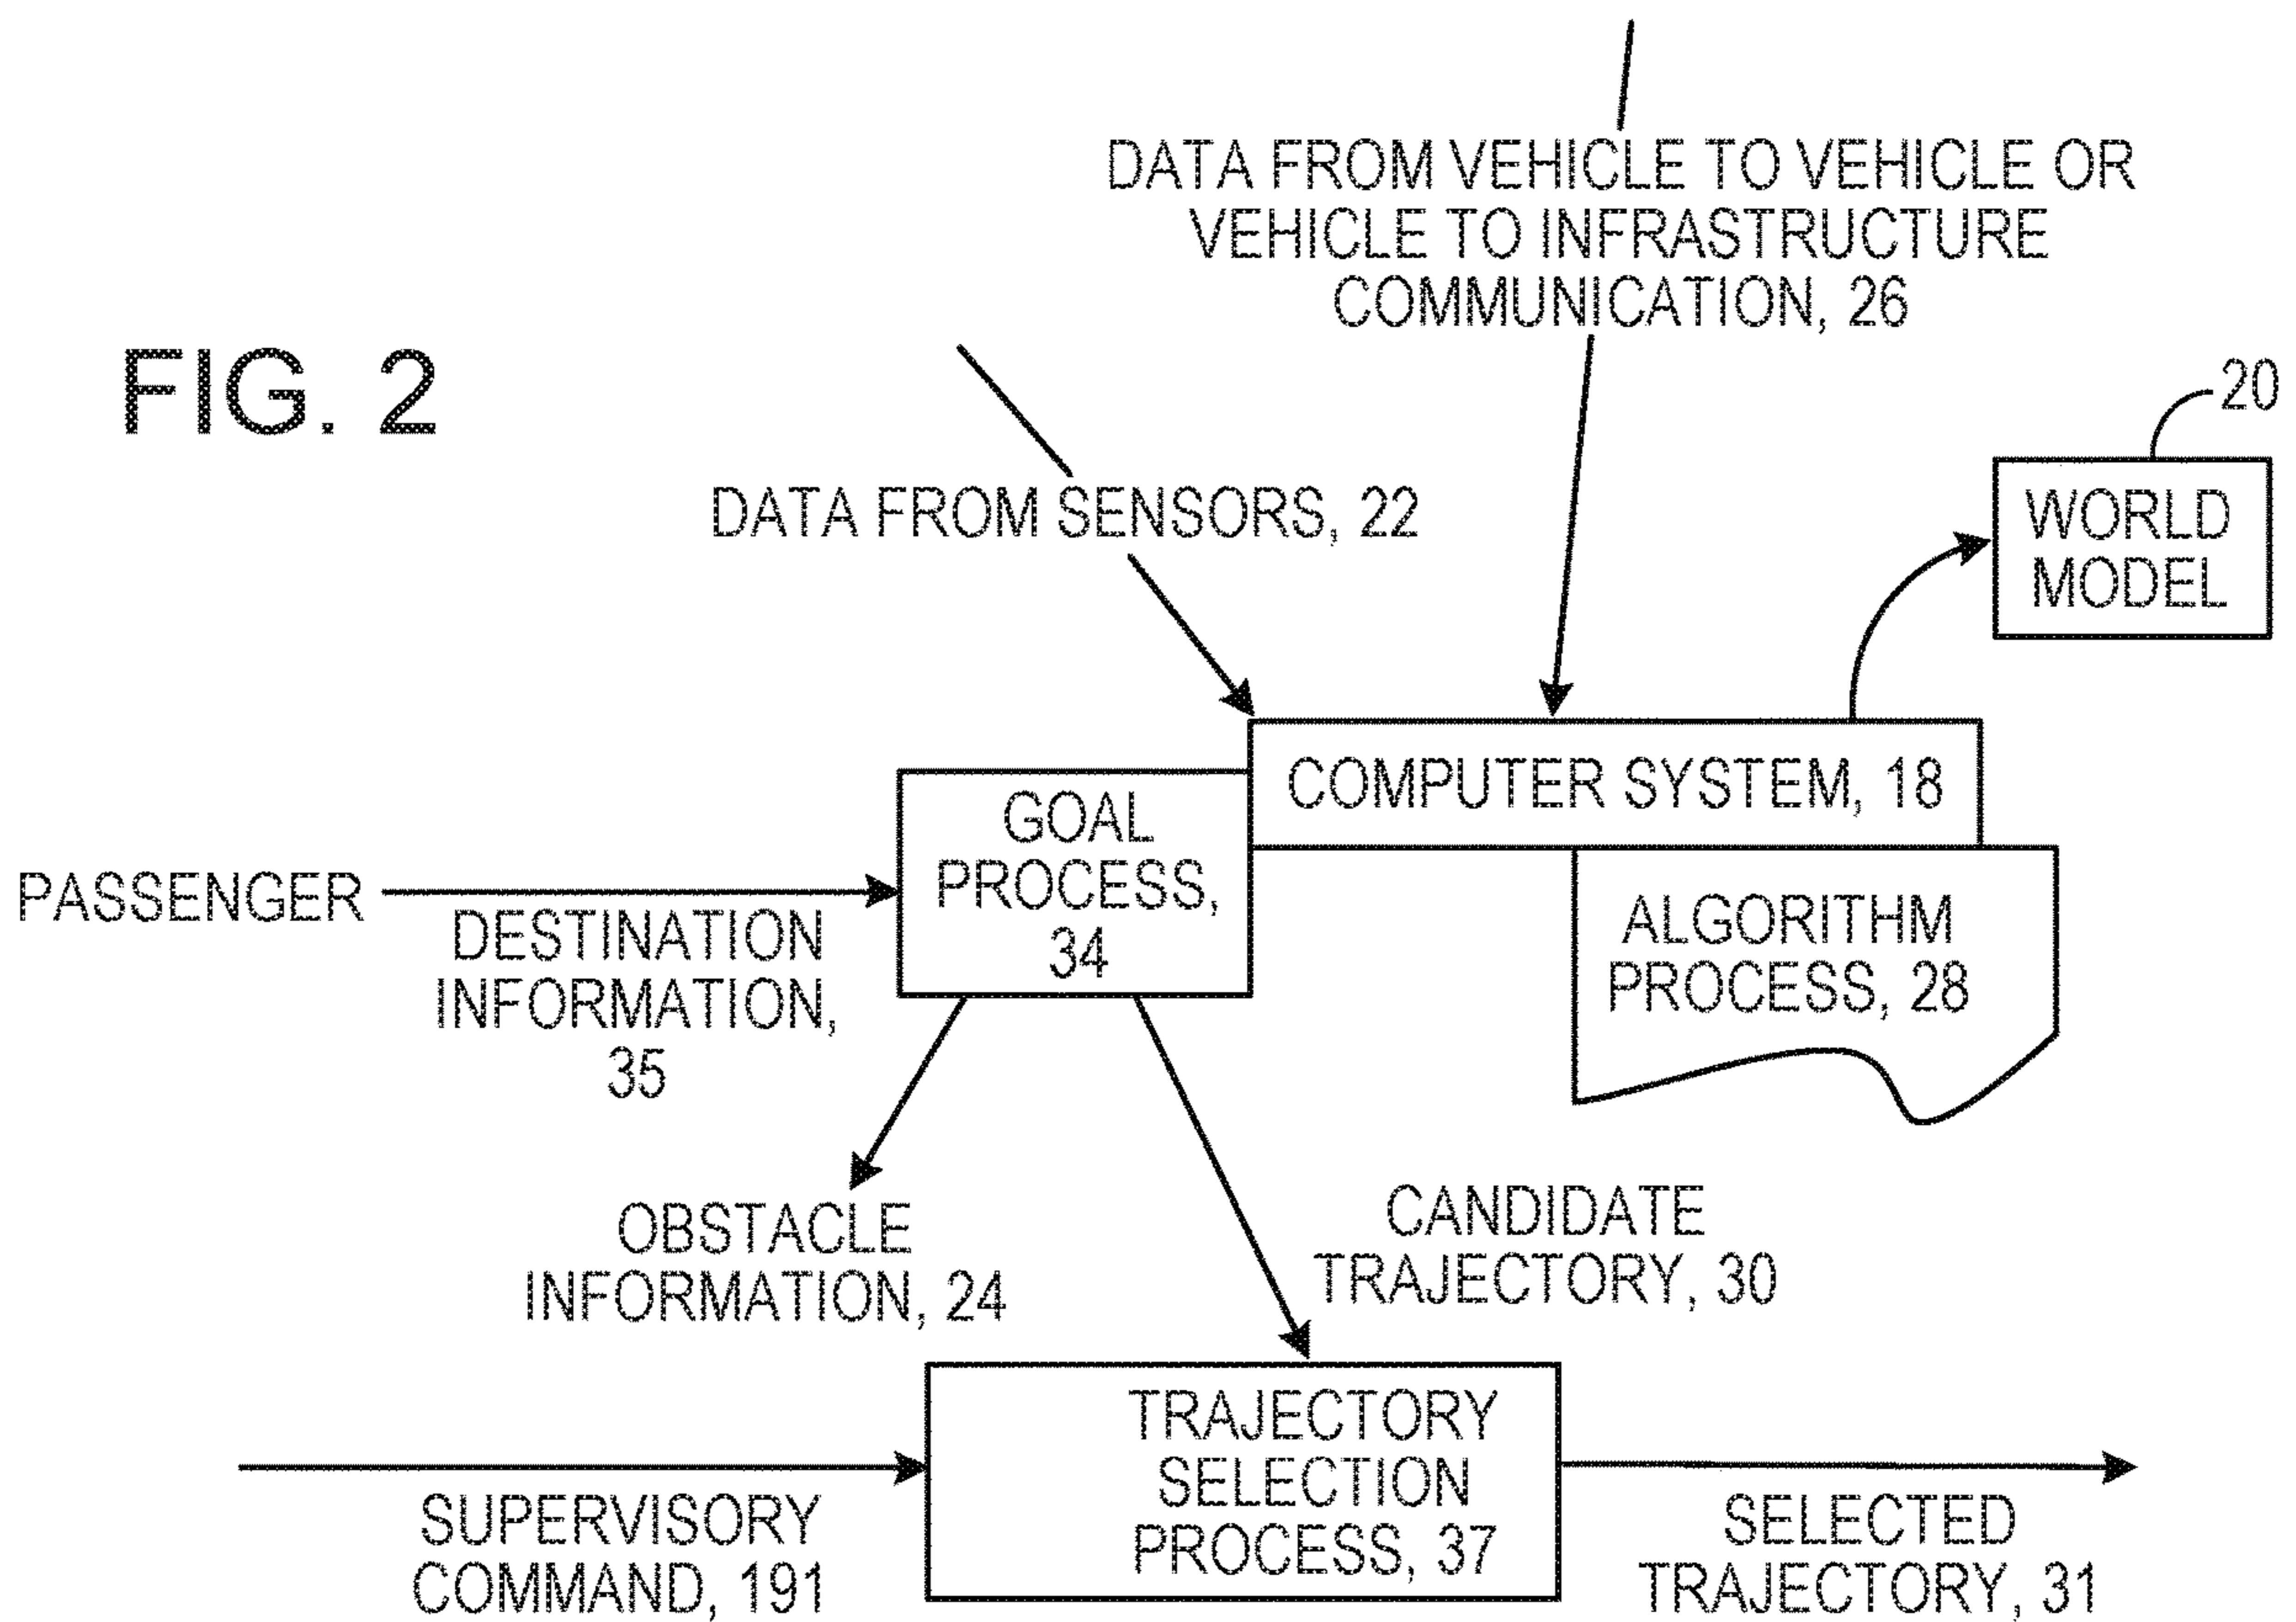 DATA FROM VEHICLE TO VEHICLE OR
VEHICLE TO INFRASTRUCTURE
COMMUNICATION, 26
FIG. 2
20
DATA FROM SENSORS, 22
WORLD
MODEL
COMPUTER SYSTEM, 18
GOAL
PROCESS,
34
PASSENGER
DESTINATION
INFORMATION,
35
ALGORITHM
PROCESS, 28
OBSTACLE
INFORMATION, 24
CANDIDATE
TRAJECTORY, 30
TRAJECTORY
SELECTION
PROCESS, 37
SUPERVISORY
COMMAND, 191
SELECTED
TRAJECTORY, 31